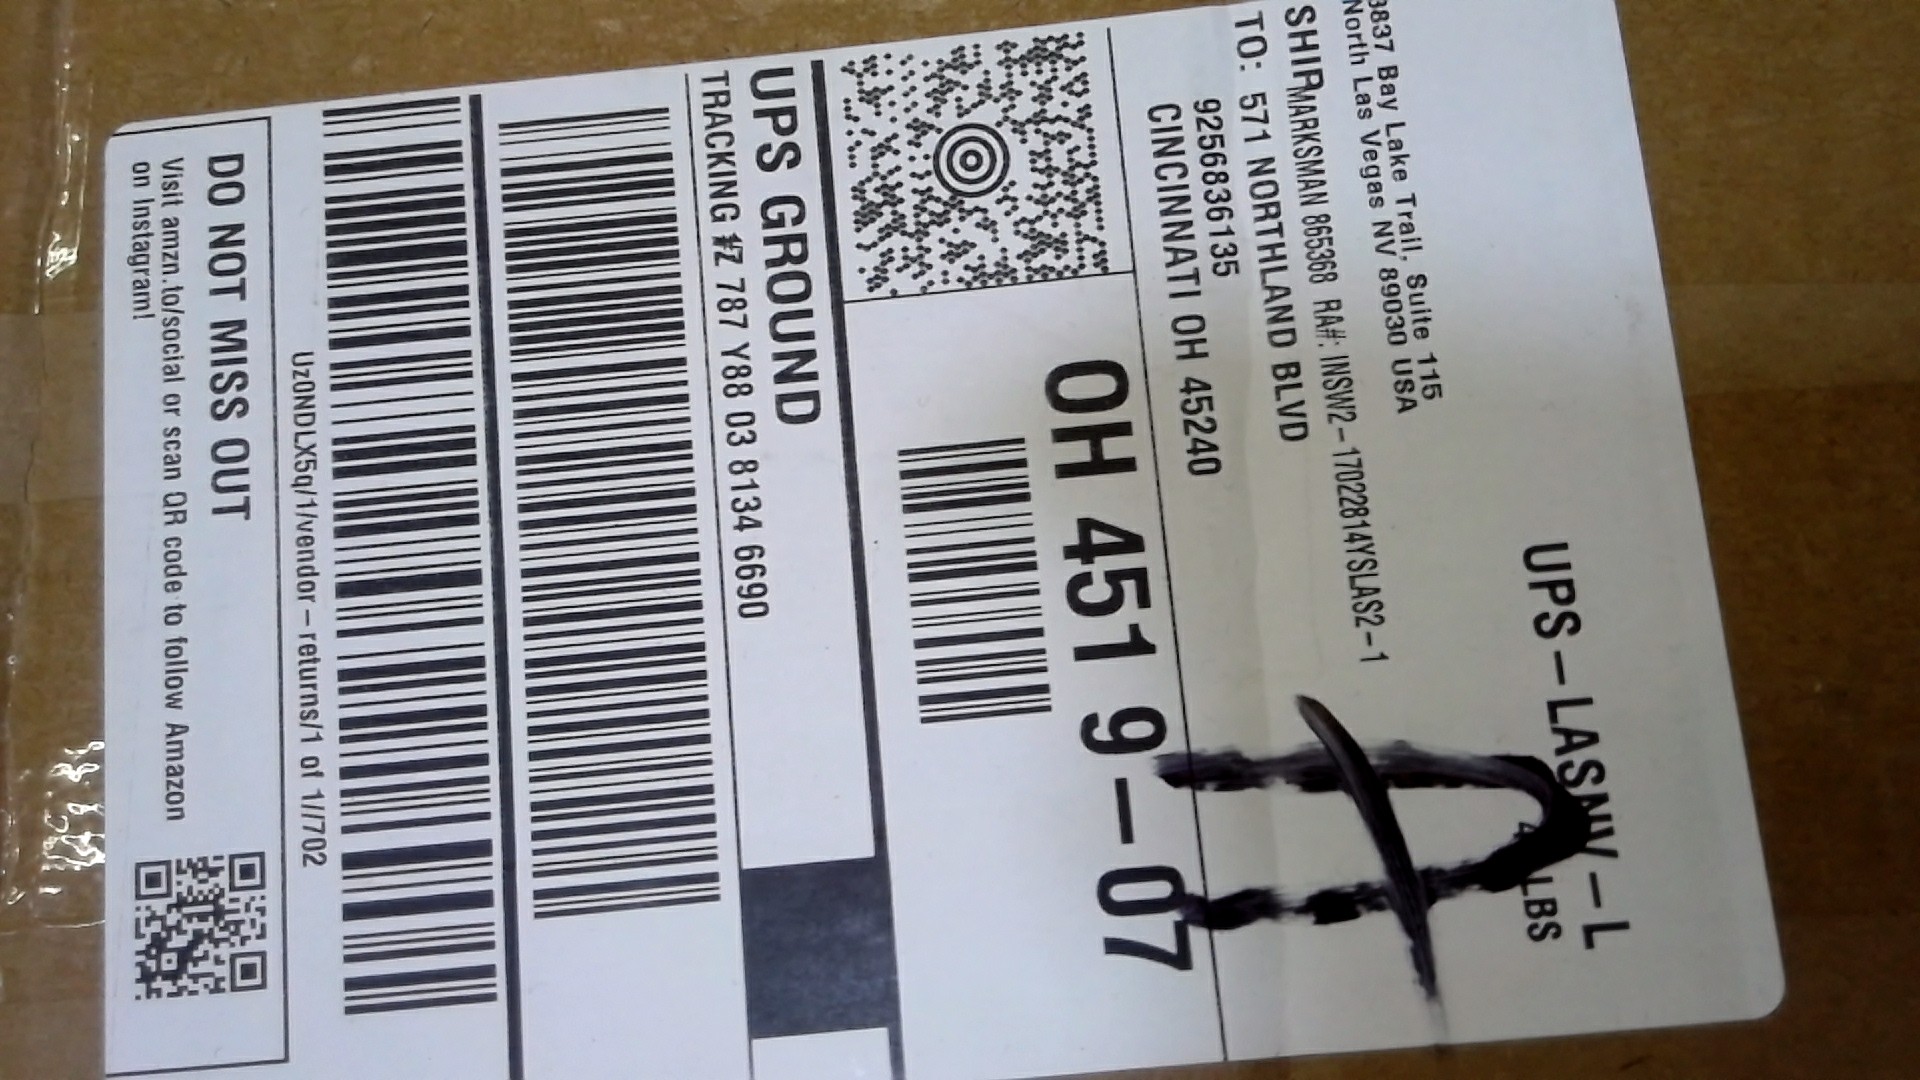 UPS-LASNV-L
LBS
3837 Bay Lake Trail, Suite 115
North Las Vegas NV 89030 USA
SHIP MARKSMAN 865368 RA#: INSW2-17022814YSLAS2-1
TO: 571 NORTHLAND BLVD
9256836135
CINCINNATI OH 45240
OH 451 9-07
UPS GROUND
TRACKING #Z 787 Y88 03 8134 6690
Uz0NDLX5q/1/vendor-returns/1 of 1//702
DO NOT MISS OUT
Visit amzn.to/social or scan QR code to follow Amazon
on Instagram!